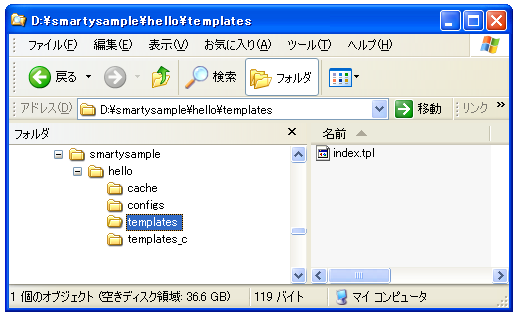 D:¥smartysample¥hello¥templates
ファイル(F) 編集(E) 表示(V) お気に入り(A) ツール(T) ヘルプ(H)
戻る 検索 フォルダ
アドレス(D) D:¥smartysample¥hello¥templates 移動 リンク »
フォルダ × 名前
smartysample index.tpl
hello
cache
configs
templates
templates_c
1 個のオブジェクト (空きディスク領域: 36.6 GB) 119 バイト マイ コンピュータ